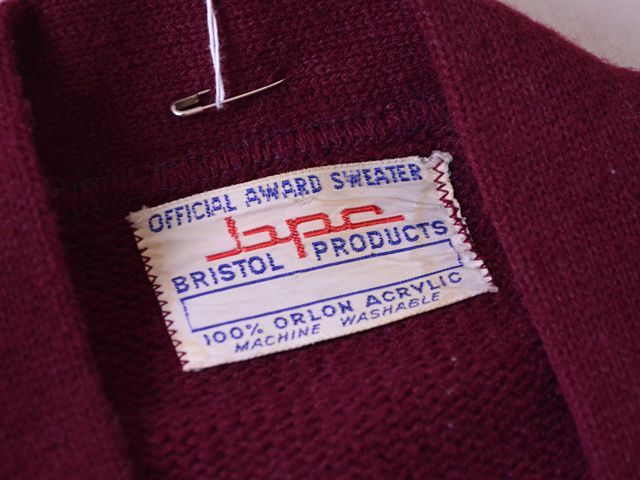 OFFICIAL AWARD SWEATER
bpc
BRISTOL PRODUCTS
100% ORLON ACRYLIC
MACHINE WASHABLE